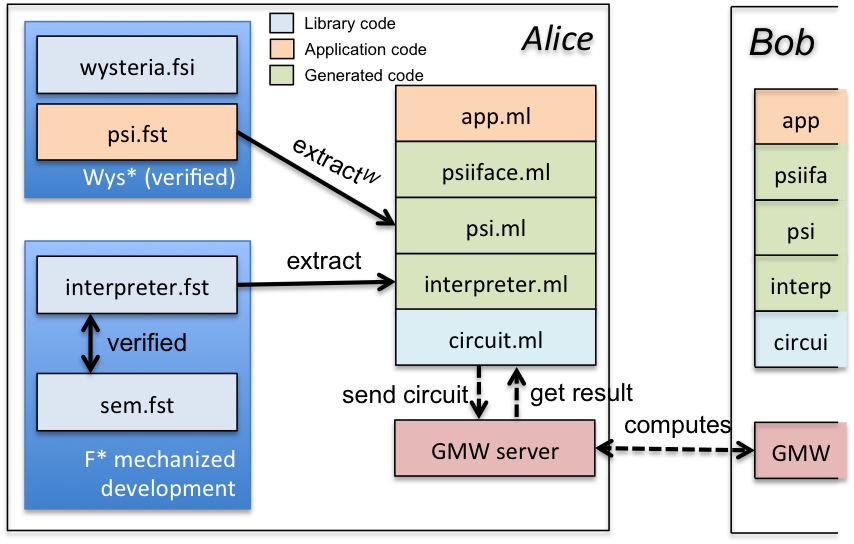 Library code
Application code
Generated code
Alice
Bob
wysteria.fsi
psi.fst
Wys* (verified)
extractᵂ
app.ml
psiiface.ml
psi.ml
interpreter.ml
circuit.ml
extract
interpreter.fst
verified
sem.fst
F* mechanized
development
send circuit
get result
GMW server
computes
app
psiifa
psi
interp
circui
GMW